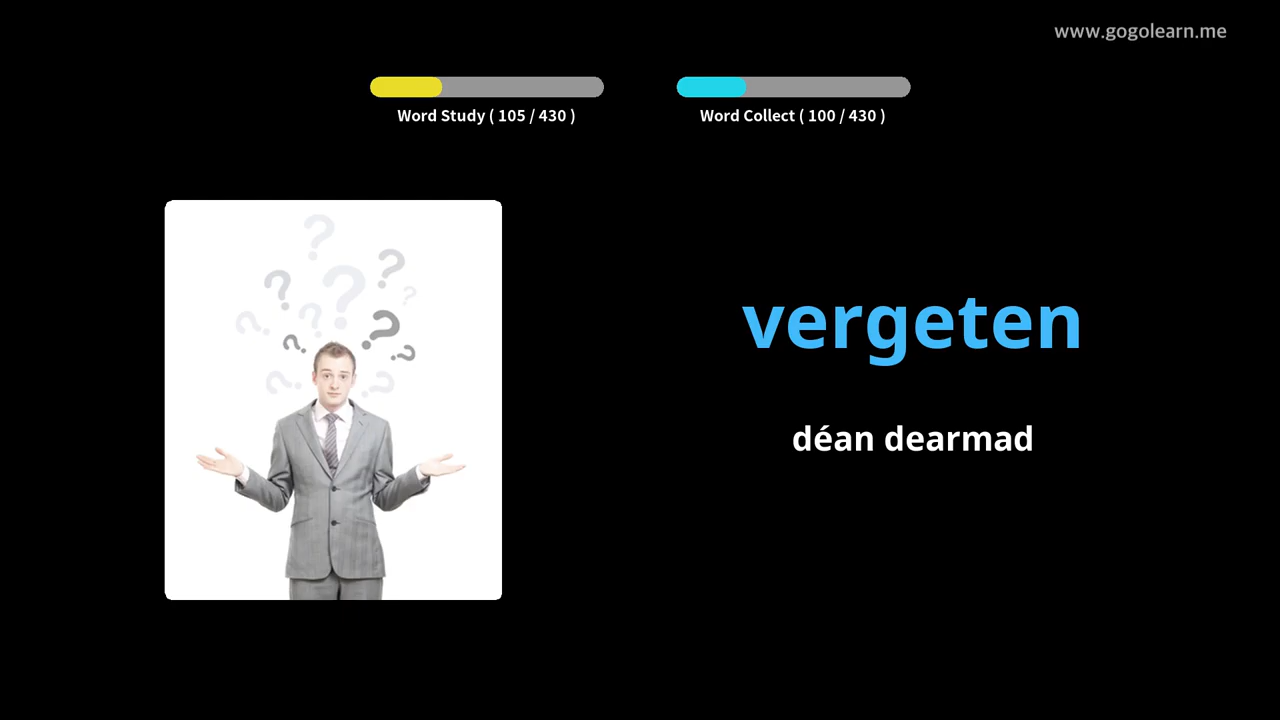 www.gogolearn.me
Word Study ( 105 / 430 )
Word Collect ( 100 / 430 )
vergeten
déan dearmad